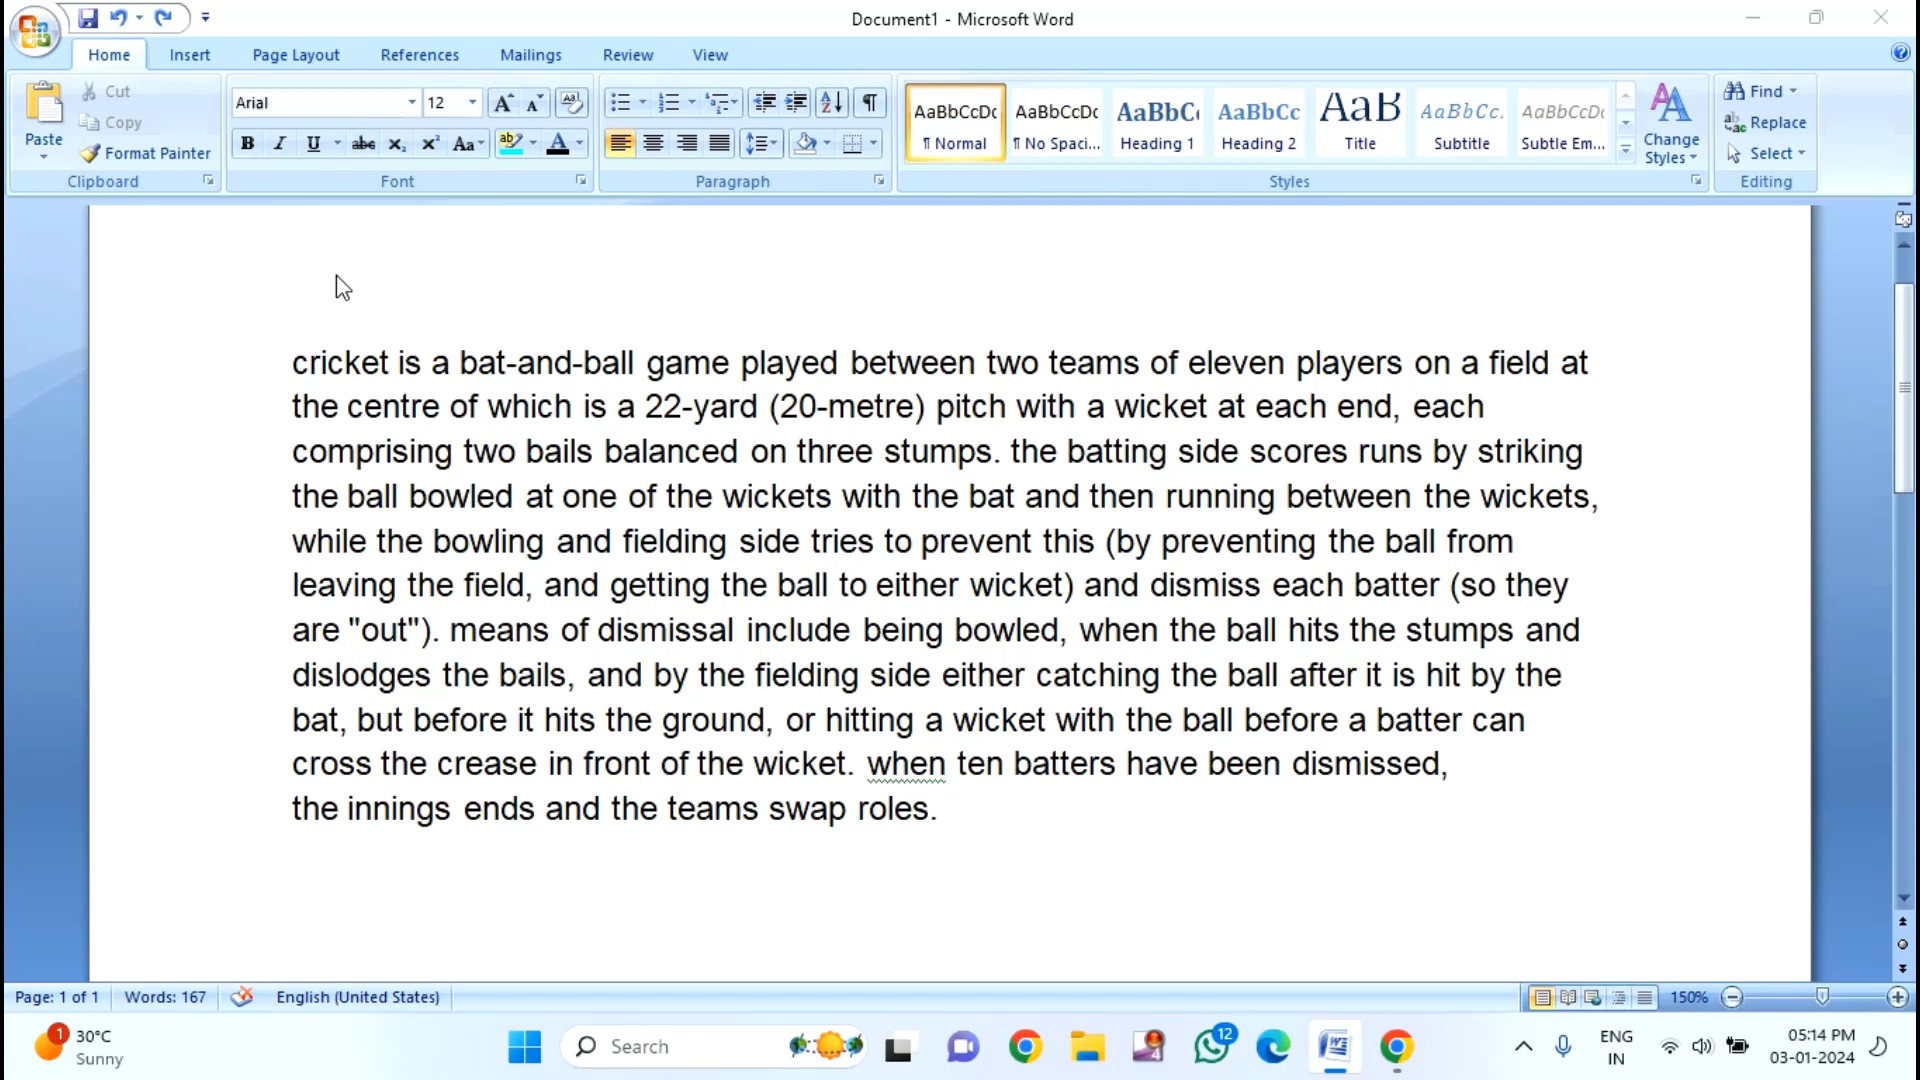 Document1 - Microsoft Word
Home Insert Page Layout References Mailings Review View
Paste
Cut
Copy
Format Painter
Clipboard
Arial 12
B I U abc X₂ X² Aa ab A
Font
Paragraph
AaBbCcDc AaBbCcDc AaBbC AaBbCc AaB AaBbCc. AaBbCcDc
¶ Normal ¶ No Spaci... Heading 1 Heading 2 Title Subtitle Subtle Em...
Change
Styles
Styles
Find
Replace
Select
Editing
cricket is a bat-and-ball game played between two teams of eleven players on a field at
the centre of which is a 22-yard (20-metre) pitch with a wicket at each end, each
comprising two bails balanced on three stumps. the batting side scores runs by striking
the ball bowled at one of the wickets with the bat and then running between the wickets,
while the bowling and fielding side tries to prevent this (by preventing the ball from
leaving the field, and getting the ball to either wicket) and dismiss each batter (so they
are "out"). means of dismissal include being bowled, when the ball hits the stumps and
dislodges the bails, and by the fielding side either catching the ball after it is hit by the
bat, but before it hits the ground, or hitting a wicket with the ball before a batter can
cross the crease in front of the wicket. when ten batters have been dismissed,
the innings ends and the teams swap roles.
Page: 1 of 1 Words: 167 English (United States) 150%
1 30°C
Sunny
Search
4
12
ENG
IN
05:14 PM
03-01-2024